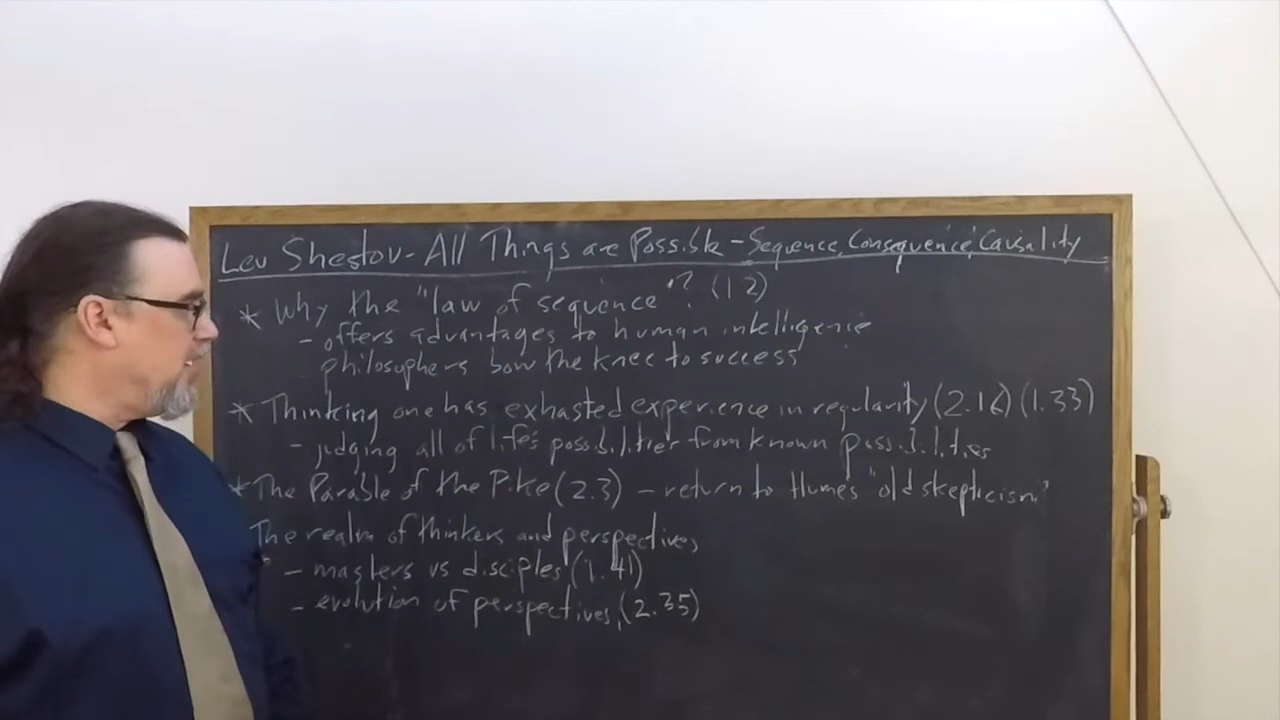 Lev Shestov - All Things are Possible - Sequence, Consequence, Causality
* Why the "law of sequence"? (1.2)
- offers advantages to human intelligence
philosophers bow the knee to success
* Thinking one has exhasted experience in regularity (2.16) (1.33)
- judging all of life's possibilities from known possibilities
* The Parable of the Pike (2.3) - return to Hume's "old skepticism"
The realm of thinkers and perspectives
- masters vs disciples (1.41)
- evolution of perspectives, (2.35)